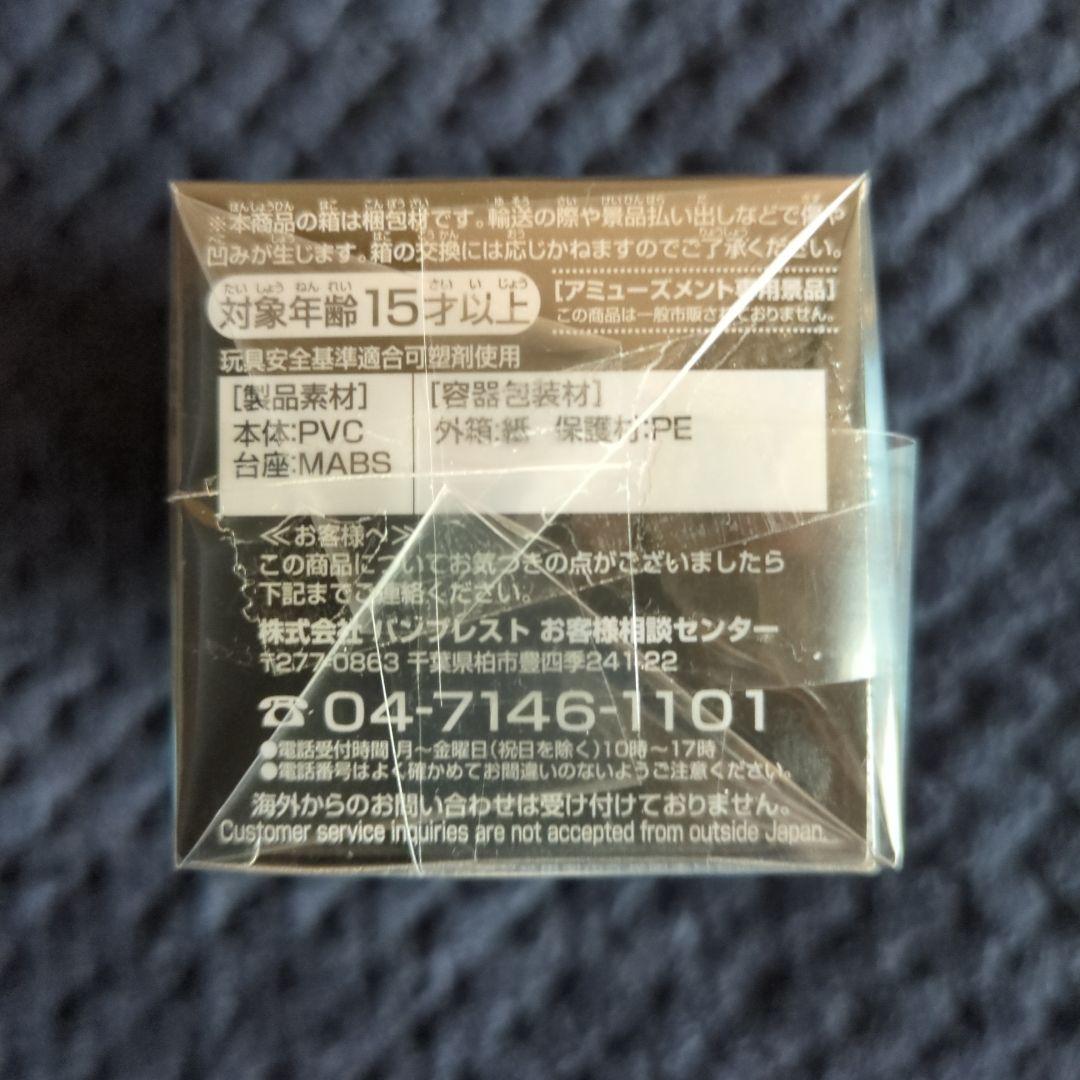 ※本商品の箱は梱包材です。輸送の際や景品払い出しなどで傷や
凹みが生じます。箱の交換には応じかねますのでご了承ください。
対象年齢15才以上
[アミューズメント専用景品]
この商品は一般市販されておりません。
玩具安全基準適合可塑剤使用
[製品素材]
本体:PVC
台座:MABS
[容器包装材]
外箱:紙 保護材:PE
≪お客様へ≫
この商品についてお気づきの点がございましたら
下記までご連絡ください。
株式会社 バンプレスト お客様相談センター
〒277-0863 千葉県柏市豊四季241-22
☎04-7146-1101
●電話受付時間 月～金曜日(祝日を除く)10時～17時
●電話番号はよく確かめてお間違いのないようご注意ください。
海外からのお問い合わせは受け付けておりません。
Customer service inquiries are not accepted from outside Japan.